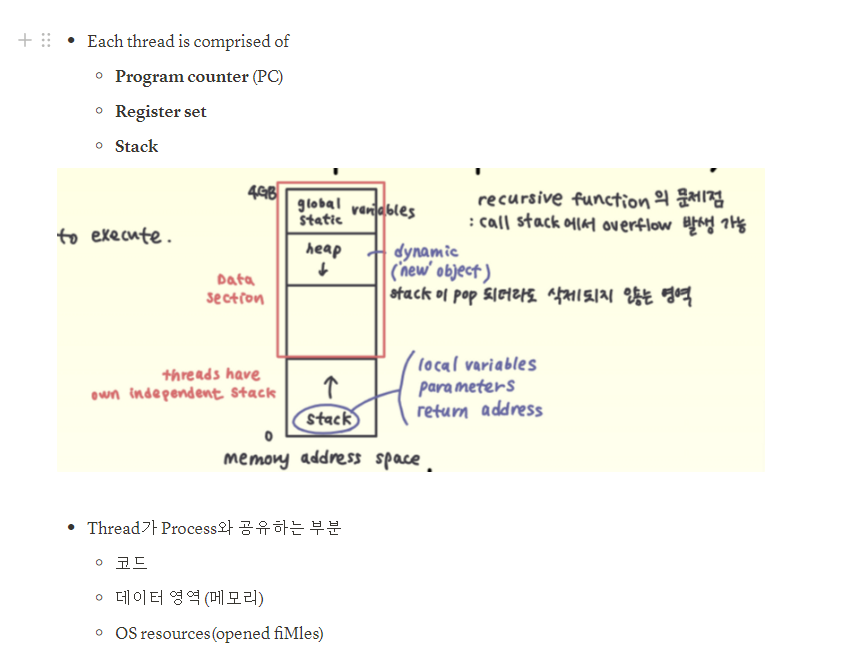 Each thread is comprised of
Program counter (PC)
Register set
Stack
4GB
global
static variables
recursive function의 문제점
: call stack에서 overflow 발생 가능
to execute.
heap
↓
dynamic
('new' object)
stack이 pop 되더라도 삭제되지 않는 영역
Data
section
threads have
own independent stack
↑
stack
local variables
parameters
return address
0
memory address space.
Thread가 Process와 공유하는 부분
코드
데이터 영역(메모리)
OS resources(opened fiMles)